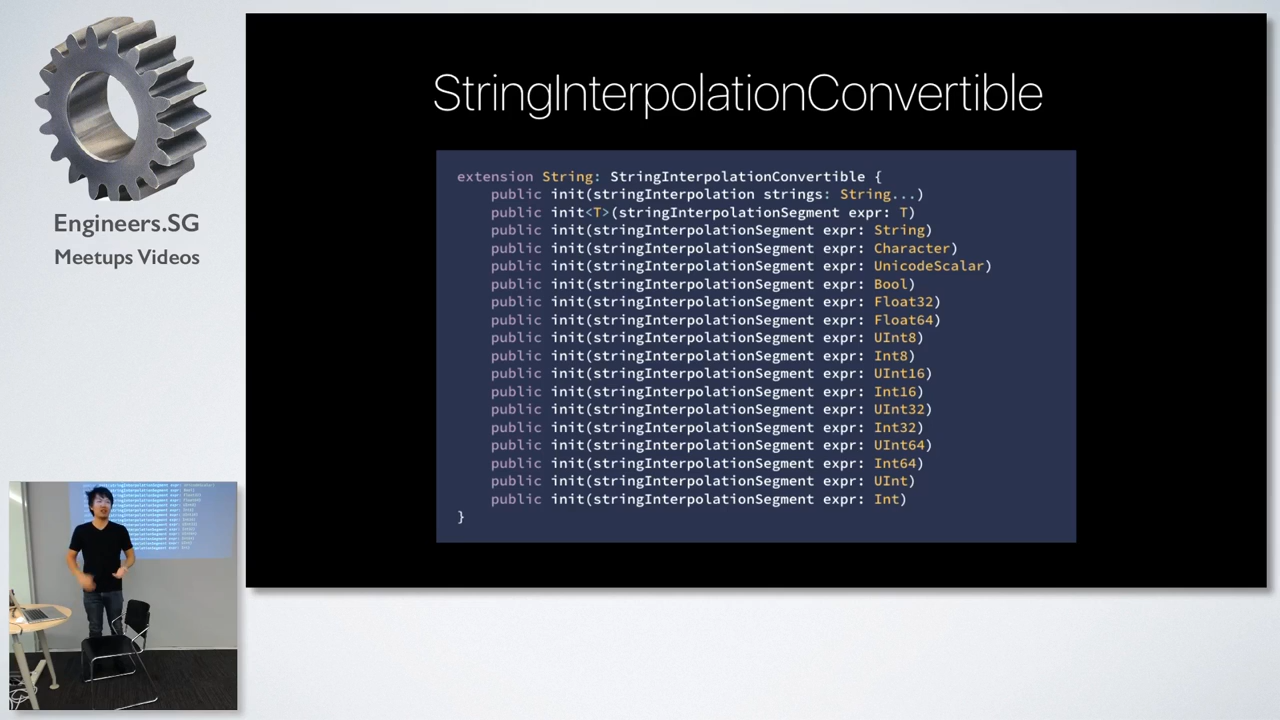 Engineers.SG
Meetups Videos
StringInterpolationConvertible
extension String: StringInterpolationConvertible {
    public init(stringInterpolation strings: String...)
    public init<T>(stringInterpolationSegment expr: T)
    public init(stringInterpolationSegment expr: String)
    public init(stringInterpolationSegment expr: Character)
    public init(stringInterpolationSegment expr: UnicodeScalar)
    public init(stringInterpolationSegment expr: Bool)
    public init(stringInterpolationSegment expr: Float32)
    public init(stringInterpolationSegment expr: Float64)
    public init(stringInterpolationSegment expr: UInt8)
    public init(stringInterpolationSegment expr: Int8)
    public init(stringInterpolationSegment expr: UInt16)
    public init(stringInterpolationSegment expr: Int16)
    public init(stringInterpolationSegment expr: UInt32)
    public init(stringInterpolationSegment expr: Int32)
    public init(stringInterpolationSegment expr: UInt64)
    public init(stringInterpolationSegment expr: Int64)
    public init(stringInterpolationSegment expr: UInt)
    public init(stringInterpolationSegment expr: Int)
}